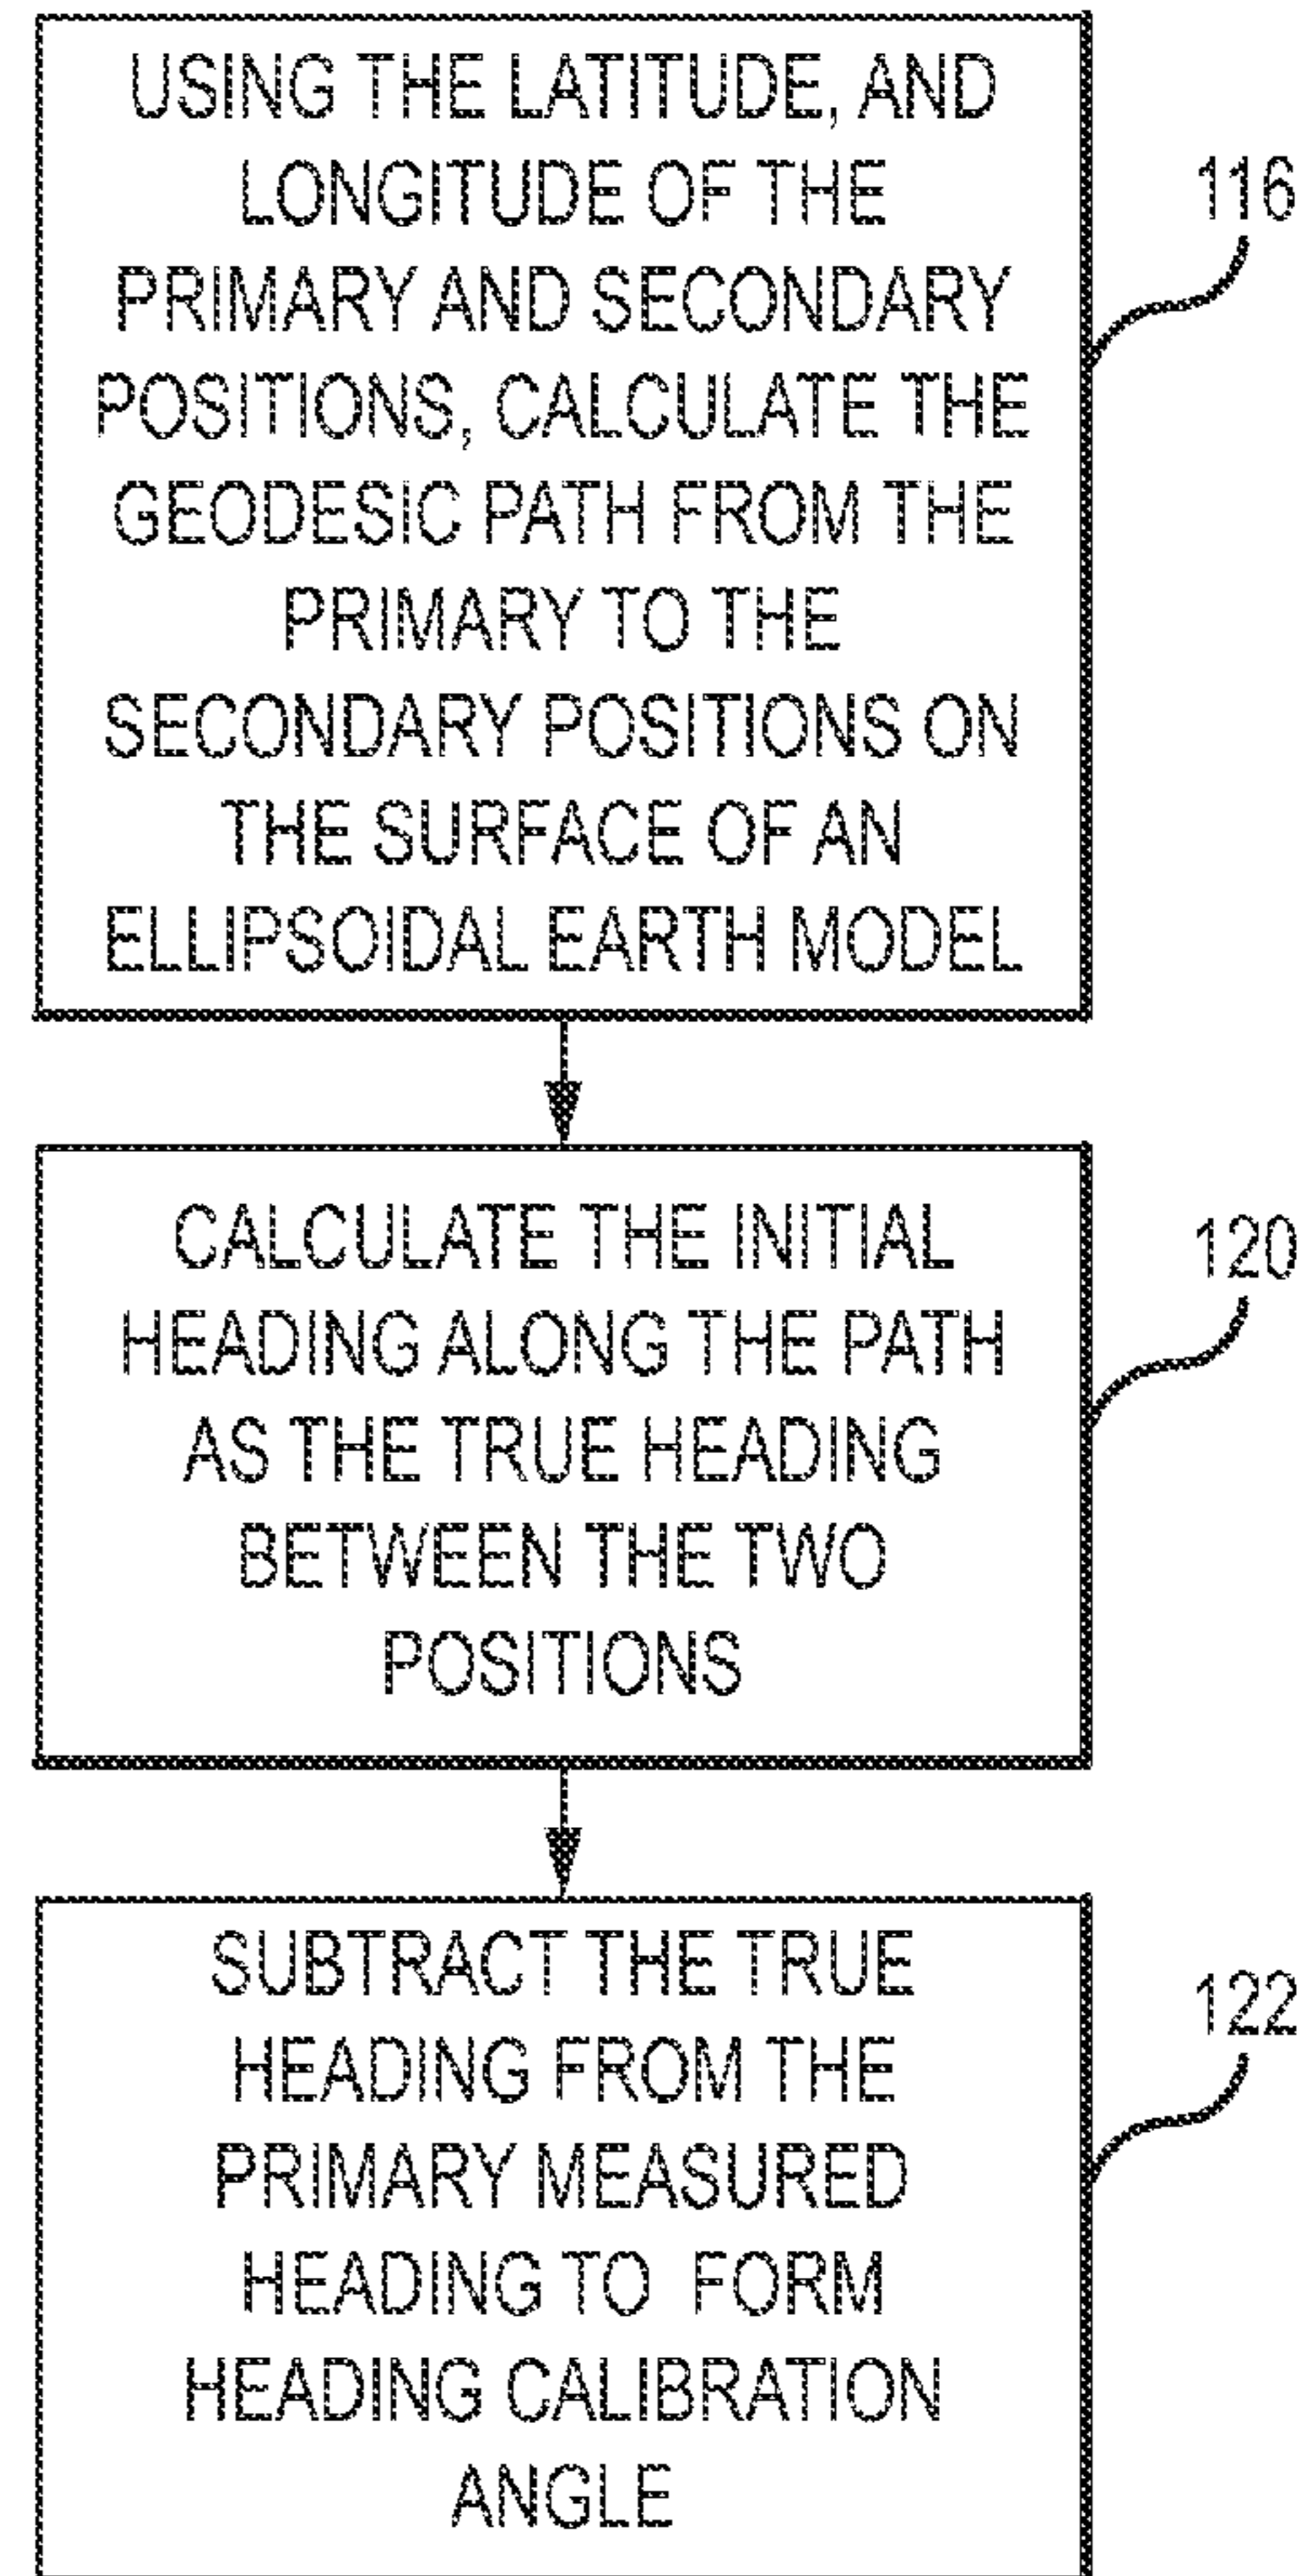 USING THE LATITUDE, AND
LONGITUDE OF THE
PRIMARY AND SECONDARY
POSITIONS, CALCULATE THE
GEODESIC PATH FROM THE
PRIMARY TO THE
SECONDARY POSITIONS ON
THE SURFACE OF AN
ELLIPSOIDAL EARTH MODEL
116
CALCULATE THE INITIAL
HEADING ALONG THE PATH
AS THE TRUE HEADING
BETWEEN THE TWO
POSITIONS
120
SUBTRACT THE TRUE
HEADING FROM THE
PRIMARY MEASURED
HEADING TO FORM
HEADING CALIBRATION
ANGLE
122